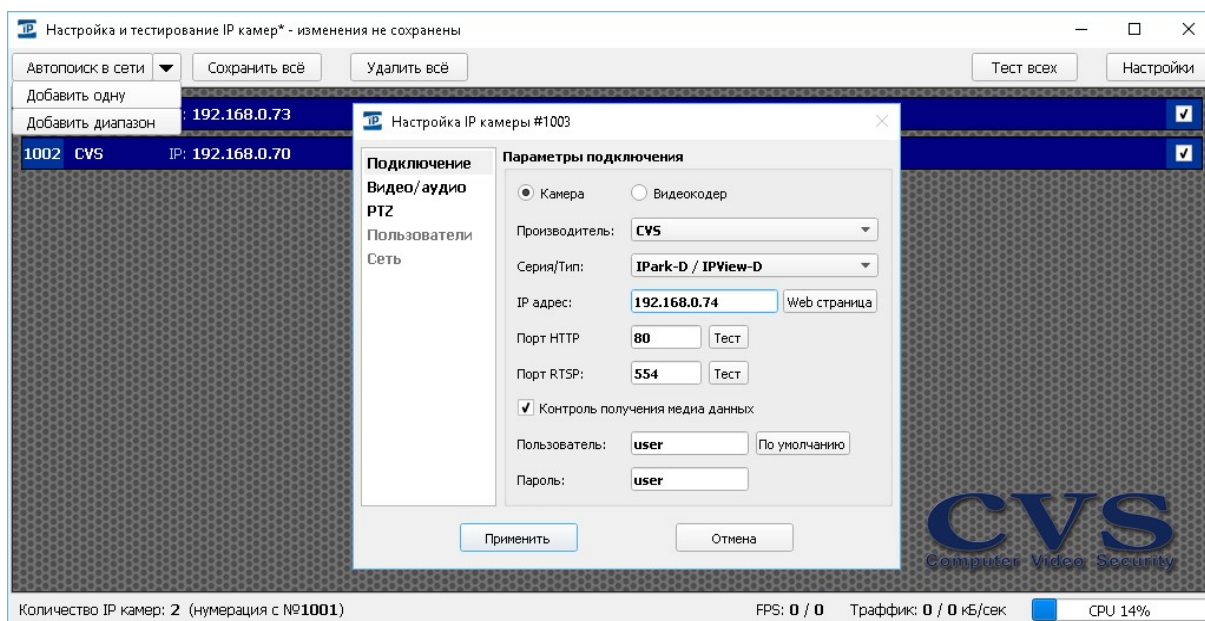 Настройка и тестирование IP камер* - изменения не сохранены
Автопоиск в сети Сохранить всё Удалить всё Тест всех Настройки
Добавить одну
Добавить диапазон : 192.168.0.73
1002 CVS IP: 192.168.0.70
Настройка IP камеры #1003
Подключение
Видео/аудио
PTZ
Пользователи
Сеть
Параметры подключения
Камера Видеокодер
Производитель: CVS
Серия/Тип: IPark-D / IPView-D
IP адрес: 192.168.0.74 Web страница
Порт HTTP 80 Тест
Порт RTSP: 554 Тест
Контроль получения медиа данных
Пользователь: user По умолчанию
Пароль: user
Применить Отмена
CVS
Computer Video Security
Количество IP камер: 2 (нумерация с №1001) FPS: 0 / 0 Траффик: 0 / 0 кБ/сек CPU 14%